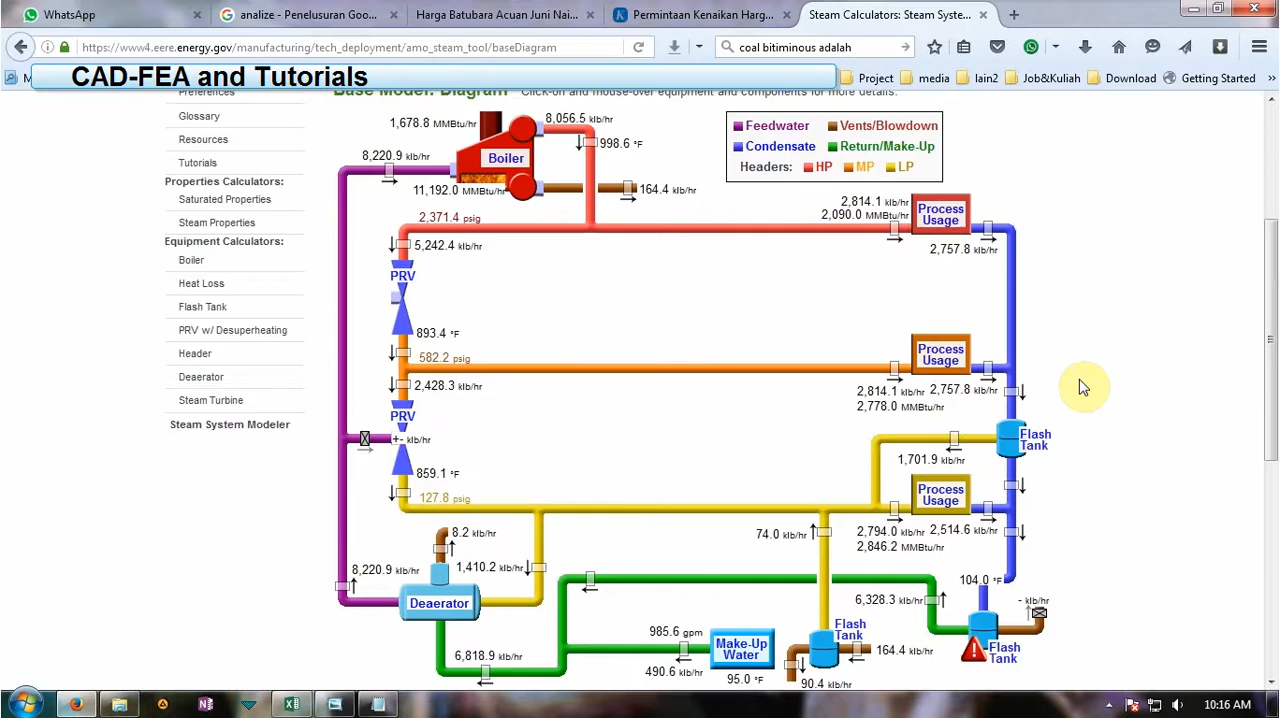 WhatsApp
analize - Penelusuran Goo...
Harga Batubara Acuan Juni Nai...
Permintaan Kenaikan Harg...
Steam Calculators: Steam Syste...
https://www4.eere.energy.gov/manufacturing/tech_deployment/amo_steam_tool/baseDiagram
coal bitiminous adalah
M
CAD-FEA and Tutorials
Project
media
lain2
Job&Kuliah
Download
Getting Started
Preferences
Glossary
Resources
Tutorials
Properties Calculators:
Saturated Properties
Steam Properties
Equipment Calculators:
Boiler
Heat Loss
Flash Tank
PRV w/ Desuperheating
Header
Deaerator
Steam Turbine
Steam System Modeler
Base Model: Diagram Click-on and mouse-over equipment and components for more details.
1,678.8 MMBtu/hr
8,056.5 klb/hr
998.6 °F
8,220.9 klb/hr
Boiler
11,192.0 MMBtu/hr
164.4 klb/hr
Feedwater
Vents/Blowdown
Condensate
Return/Make-Up
Headers: HP MP LP
2,371.4 psig
5,242.4 klb/hr
PRV
2,814.1 klb/hr
2,090.0 MMBtu/hr
Process Usage
2,757.8 klb/hr
893.4 °F
582.2 psig
2,428.3 klb/hr
PRV
Process Usage
2,814.1 klb/hr
2,757.8 klb/hr
2,778.0 MMBtu/hr
+- klb/hr
Flash Tank
1,701.9 klb/hr
859.1 °F
127.8 psig
Process Usage
2,794.0 klb/hr
2,514.6 klb/hr
2,846.2 MMBtu/hr
8.2 klb/hr
74.0 klb/hr
8,220.9 klb/hr
1,410.2 klb/hr
Deaerator
104.0 °F
6,328.3 klb/hr
- klb/hr
985.6 gpm
Make-Up Water
Flash Tank
Flash Tank
6,818.9 klb/hr
490.6 klb/hr
95.0 °F
164.4 klb/hr
90.4 klb/hr
10:16 AM